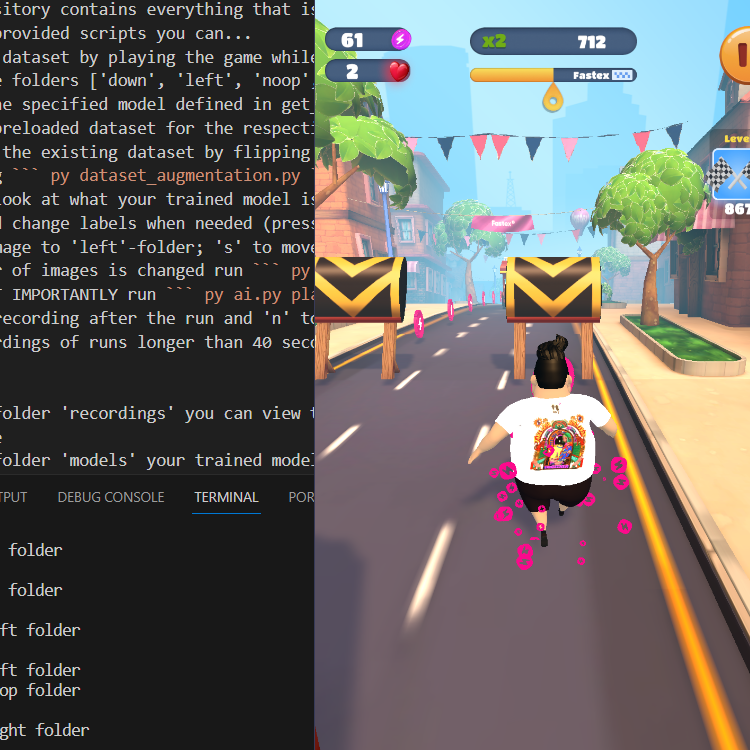 sitory contains everything that is
provided scripts you can...
dataset by playing the game while
e folders ['down', 'left', 'noop',
he specified model defined in get_
preloaded dataset for the respecti
the existing dataset by flipping
g ``` py dataset_augmentation.py `
look at what your trained model is
d change labels when needed (press
mage to 'left'-folder; 's' to move
r of images is changed run ``` py
T IMPORTANTLY run ``` py ai.py pla
recording after the run and 'n' to
rdings of runs longer than 40 seco
folder 'recordings' you can view t
e
folder 'models' your trained model
TPUT DEBUG CONSOLE TERMINAL POR
folder
folder
ft folder
ft folder
op folder
ght folder
61
x2 712
2
Fastex
Level
867
Fastex